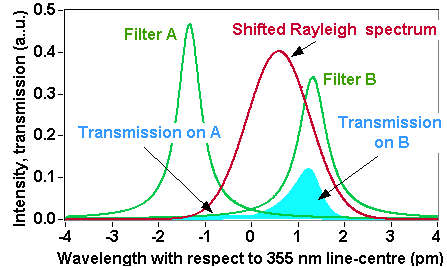 Intensity, transmission (a.u.)
0.5
0.4
0.3
0.2
0.1
0.0
Filter A
Shifted Rayleigh spectrum
Filter B
Transmission on A
Transmission
on B
-4 -3 -2 -1 0 1 2 3 4
Wavelength with respect to 355 nm line-centre (pm)